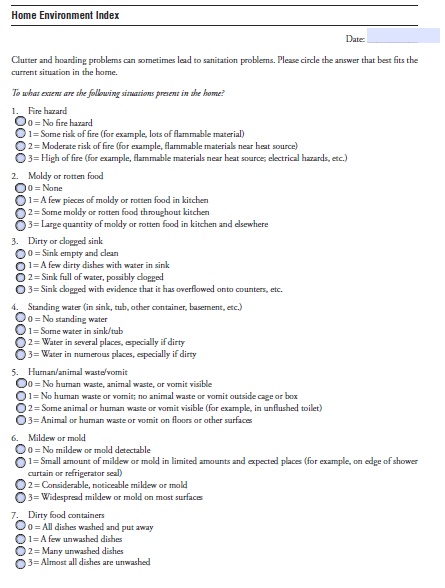 Home Environment Index
Date:
Clutter and hoarding problems can sometimes lead to sanitation problems. Please circle the answer that best fits the
current situation in the home.
To what extent are the following situations present in the home?
1. Fire hazard
0 = No fire hazard
1= Some risk of fire (for example, lots of flammable material)
2 = Moderate risk of fire (for example, flammable materials near heat source)
3= High of fire (for example, flammable materials near heat source; electrical hazards, etc.)
2. Moldy or rotten food
0 = None
1= A few pieces of moldy or rotten food in kitchen
2 = Some moldy or rotten food throughout kitchen
3= Large quantity of moldy or rotten food in kitchen and elsewhere
3. Dirty or clogged sink
0 = Sink empty and clean
1= A few dirty dishes with water in sink
2 = Sink full of water, possibly clogged
3= Sink clogged with evidence that it has overflowed onto counters, etc.
4. Standing water (in sink, tub, other container, basement, etc.)
0 = No standing water
1= Some water in sink/tub
2 = Water in several places, especially if dirty
3= Water in numerous places, especially if dirty
5. Human/animal waste/vomit
0 = No human waste, animal waste, or vomit visible
1= No human waste or vomit; no animal waste or vomit outside cage or box
2 = Some animal or human waste or vomit visible (for example, in unflushed toilet)
3= Animal or human waste or vomit on floors or other surfaces
6. Mildew or mold
0 = No mildew or mold detectable
1= Small amount of mildew or mold in limited amounts and expected places (for example, on edge of shower
curtain or refrigerator seal)
2 = Considerable, noticeable mildew or mold
3= Widespread mildew or mold on most surfaces
7. Dirty food containers
0 = All dishes washed and put away
1= A few unwashed dishes
2 = Many unwashed dishes
3= Almost all dishes are unwashed